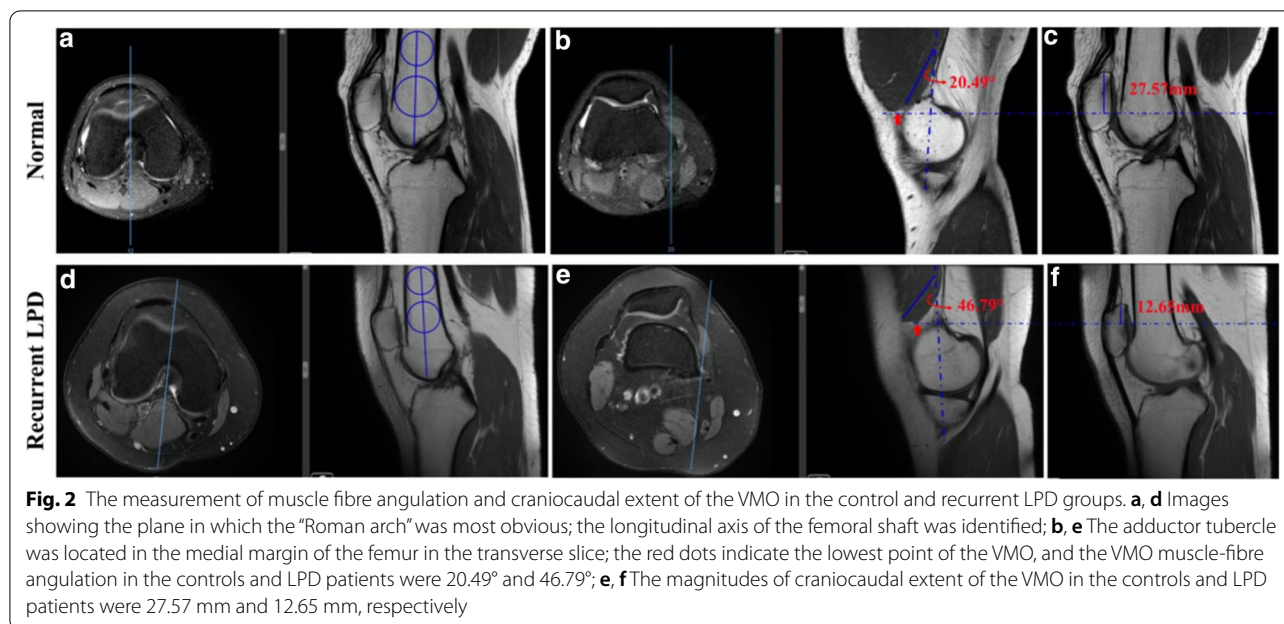 a
b
c
Normal
20.49°
27.57mm
d
e
f
Recurrent LPD
46.79°
12.65mm
Fig. 2 The measurement of muscle fibre angulation and craniocaudal extent of the VMO in the control and recurrent LPD groups. a, d Images
showing the plane in which the “Roman arch” was most obvious; the longitudinal axis of the femoral shaft was identified; b, e The adductor tubercle
was located in the medial margin of the femur in the transverse slice; the red dots indicate the lowest point of the VMO, and the VMO muscle-fibre
angulation in the controls and LPD patients were 20.49° and 46.79°; e, f The magnitudes of craniocaudal extent of the VMO in the controls and LPD
patients were 27.57 mm and 12.65 mm, respectively